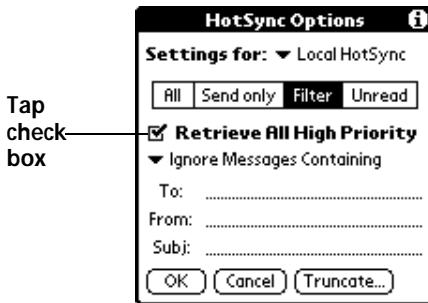 HotSync Options
Settings for: Local HotSync
All Send only Filter Unread
Tap
check
box
Retrieve All High Priority
Ignore Messages Containing
To:
From:
Subj:
OK Cancel Truncate...